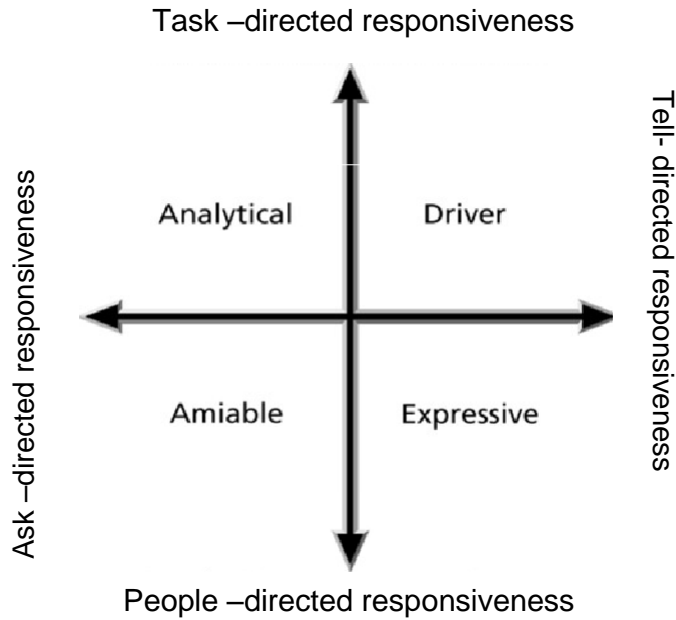 Task –directed responsiveness
Tell- directed responsiveness
Analytical
Driver
Ask –directed responsiveness
Amiable
Expressive
People –directed responsiveness